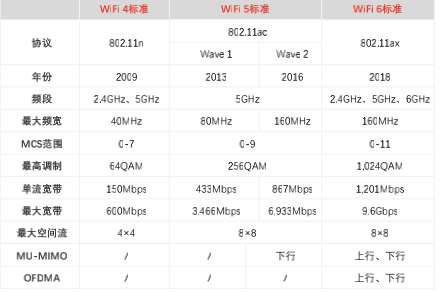 WiFi 4标准 WiFi 5标准 WiFi 6标准
协议 802.11n 802.11ac 802.11ax
Wave 1 Wave 2
年份 2009 2013 2016 2018
频段 2.4GHz、5GHz 5GHz 2.4GHz、5GHz、6GHz
最大频宽 40MHz 80MHz 160MHz 160MHz
MCS范围 0-7 0-9 0-11
最高调制 64QAM 256QAM 1,024QAM
单流宽带 150Mbps 433Mbps 867Mbps 1,201Mbps
最大宽带 600Mbps 3,466Mbps 6,933Mbps 9.6Gbps
最大空间流 4×4 8×8 8×8
MU-MIMO / / 下行 上行、下行
OFDMA / / / 上行、下行